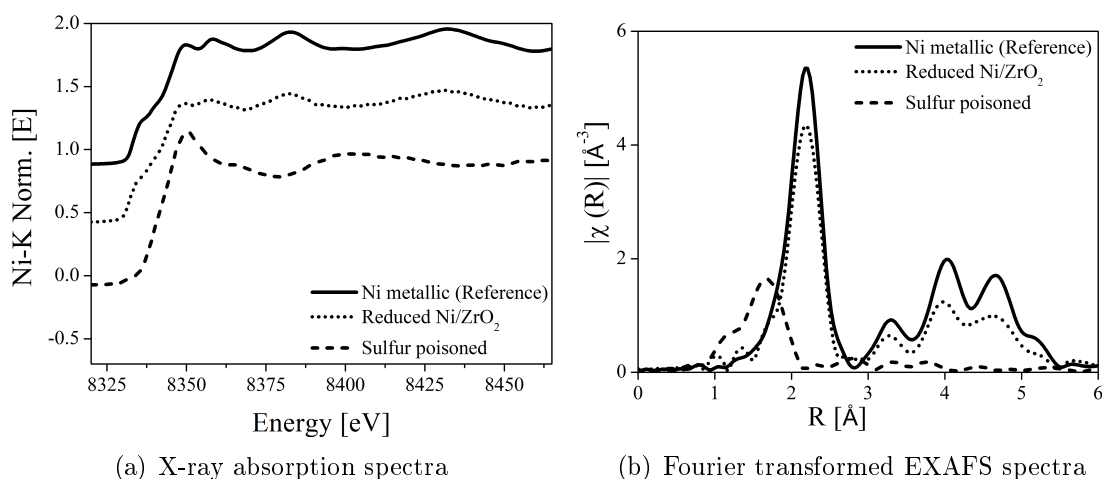 2.0
1.5
1.0
0.5
0.0
-0.5
Ni-K Norm. [E]
Ni metallic (Reference)
Reduced Ni/ZrO₂
Sulfur poisoned
8325 8350 8375 8400 8425 8450
Energy [eV]
(a) X-ray absorption spectra
6
4
2
0
|χ(R)| [Å⁻³]
Ni metallic (Reference)
Reduced Ni/ZrO₂
Sulfur poisoned
0 1 2 3 4 5 6
R [Å]
(b) Fourier transformed EXAFS spectra